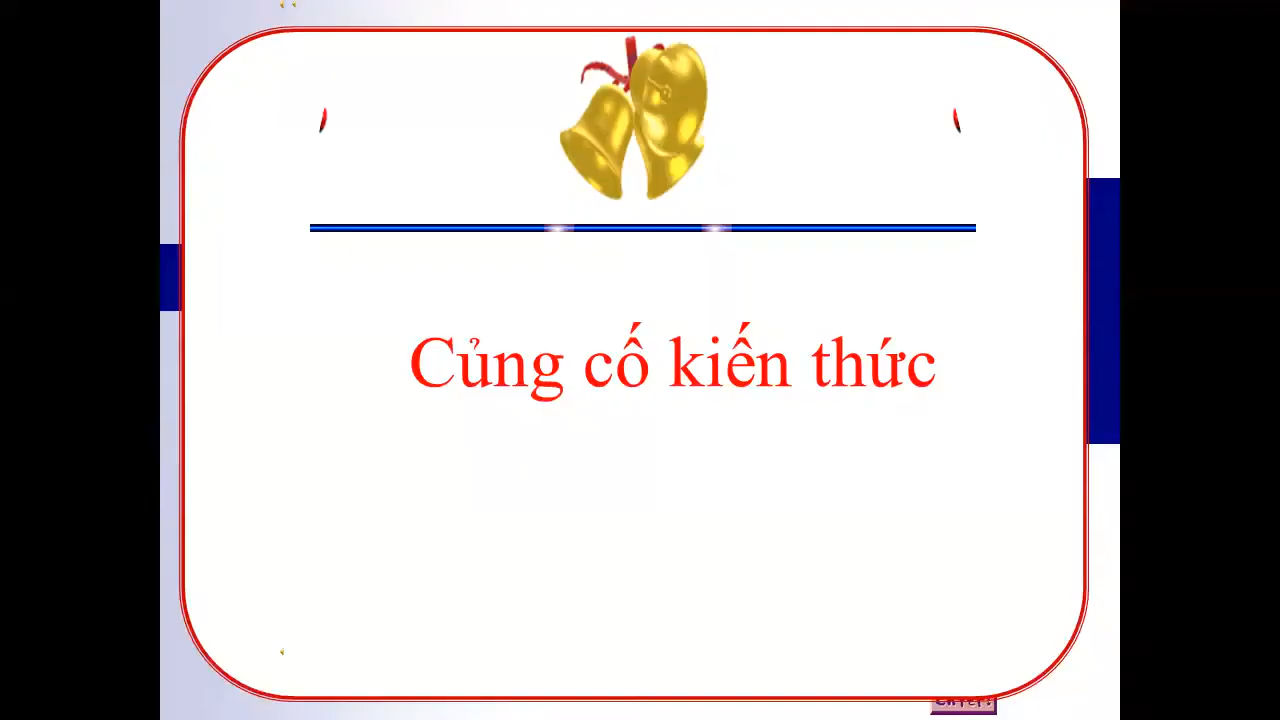 Củng cố kiến thức